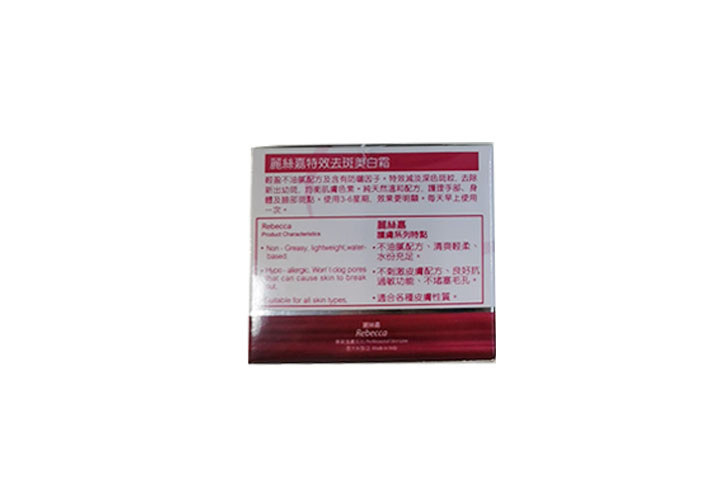 麗絲嘉特效去斑美白霜
輕盈不油膩配方及含有防曬因子。特效減淡深色斑紋, 去除
新出幼斑, 均衡肌膚色素。純天然溫和配方, 護理手部、身
體及臉部斑點。使用3-6星期, 效果更明顯。每天早上使用
一次。
Rebecca
Product Characteristics
• Non - Greasy, lightweight, water-
based.
• Hypo - allergic, Won't clog pores
that can cause skin to break
out.
Suitable for all skin types.
麗絲嘉
護膚系列特點
• 不油膩配方、清爽輕柔、
水份充足。
• 不刺激皮膚配方、良好抗
過敏功能、不堵塞毛孔。
• 適合各種皮膚性質。
麗絲嘉
Rebecca